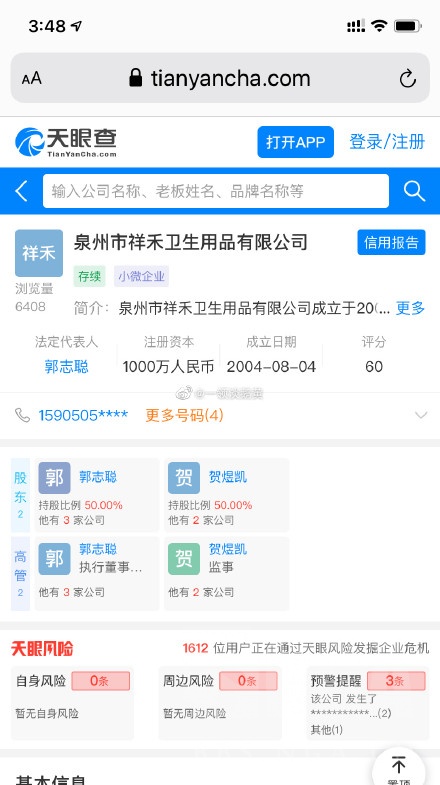 3:48
AA tianyancha.com
天眼查
TianYanCha.com
打开APP 登录/注册
输入公司名称、老板姓名、品牌名称等
祥禾
泉州市祥禾卫生用品有限公司 信用报告
存续 小微企业
浏览量
6408
简介: 泉州市祥禾卫生用品有限公司成立于20(... 更多
法定代表人 注册资本 成立日期 评分
郭志聪 1000万人民币 2004-08-04 60
1590505**** 更多号码(4)
股东 2
郭 郭志聪
持股比例 50.00%
他有 3 家公司
贺 贺煜凯
持股比例 50.00%
他有 2 家公司
高管 2
郭 郭志聪
执行董事...
他有 3 家公司
贺 贺煜凯
监事
他有 2 家公司
天眼风险 1612 位用户正在通过天眼风险发掘企业危机
自身风险 0条
暂无自身风险
周边风险 0条
暂无周边风险
预警提醒 3条
该公司 发生了
***********...(2)
其他(1)
基本信息
置顶